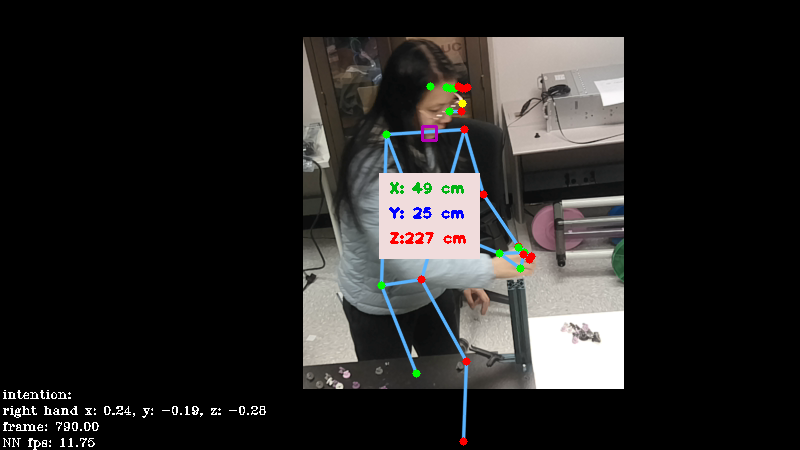 X: 49 cm
Y: 25 cm
Z:227 cm
intention:
right hand x: 0.24, y: -0.19, z: -0.28
frame: 790.00
NN fps: 11.75